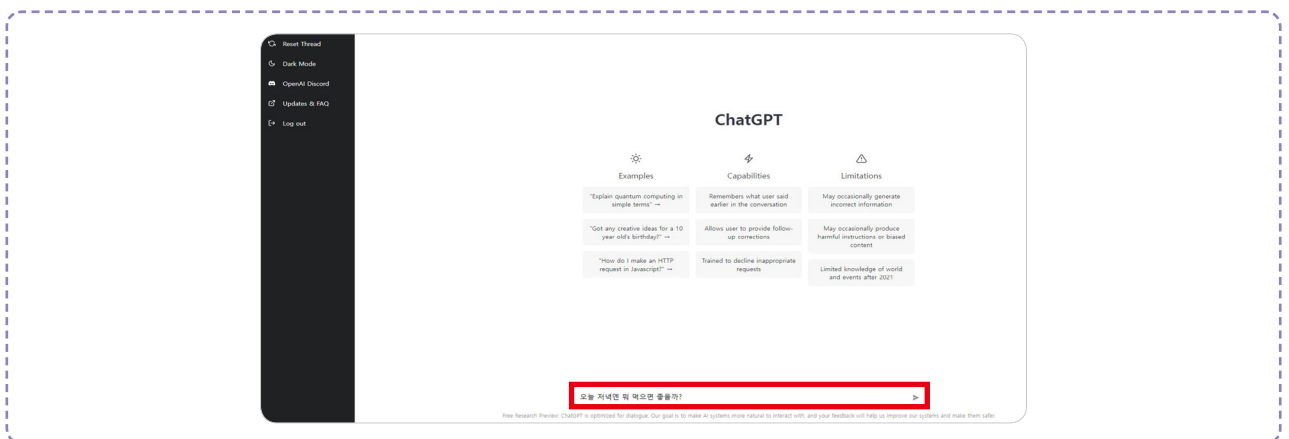 Reset Thread
Dark Mode
OpenAI Discord
Updates & FAQ
Log out
ChatGPT
Examples
"Explain quantum computing in
simple terms" →
"Got any creative ideas for a 10
year old's birthday?" →
"How do I make an HTTP
request in Javascript?" →
Capabilities
Remembers what user said
earlier in the conversation
Allows user to provide follow-
up corrections
Trained to decline inappropriate
requests
Limitations
May occasionally generate
incorrect information
May occasionally produce
harmful instructions or biased
content
Limited knowledge of world
and events after 2021
오늘 저녁엔 뭐 먹으면 좋을까?
Free Research Preview: ChatGPT is optimized for dialogue. Our goal is to make AI systems more natural to interact with, and your feedback will help us improve our systems and make them safer.